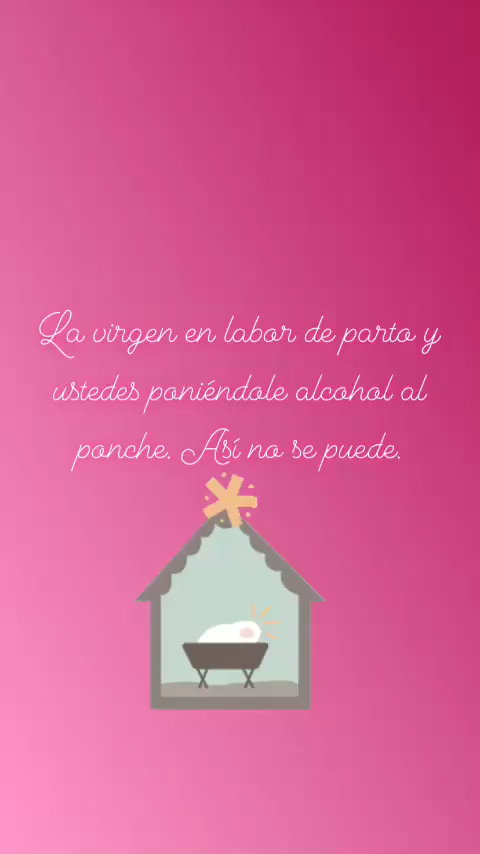 La virgen en labor de parto y
ustedes poniéndole alcohol al
ponche. Así no se puede.